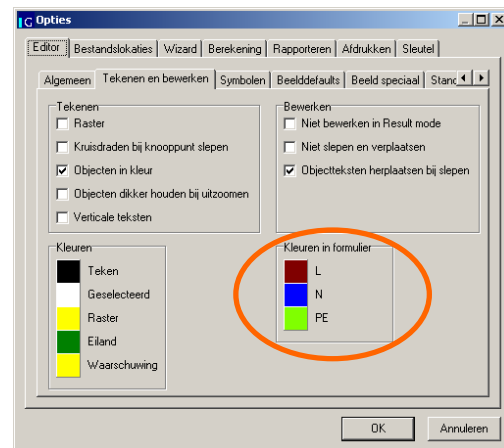 G Opties
Editor Bestandslokaties Wizard Berekening Rapporteren Afdrukken Sleutel
Algemeen Tekenen en bewerken Symbolen Beelddefaults Beeld speciaal Stand
Tekenen
Raster
Kruisdraden bij knooppunt slepen
Objecten in kleur
Objecten dikker houden bij uitzoomen
Verticale teksten
Bewerken
Niet bewerken in Result mode
Niet slepen en verplaatsen
Objectteksten herplaatsen bij slepen
Kleuren
Teken
Geselecteerd
Raster
Eiland
Waarschuwing
Kleuren in formulier
L
N
PE
OK Annuleren